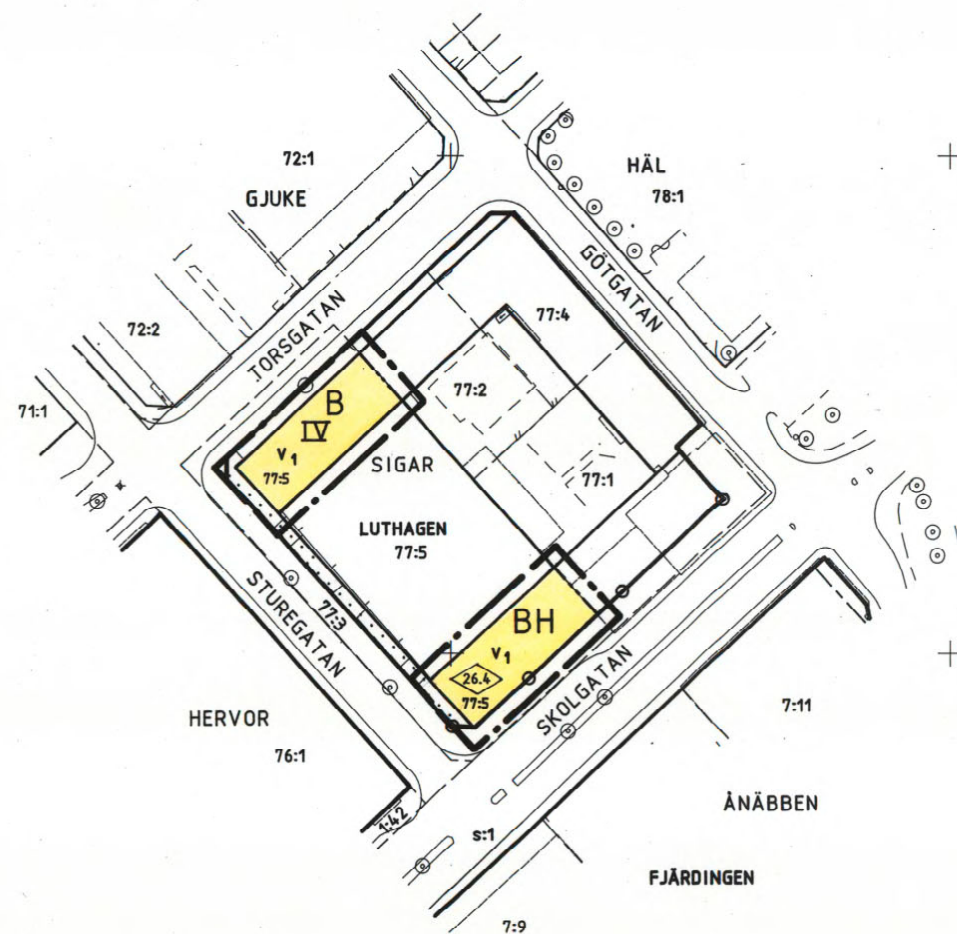 72:1
GJUKE
HÄL
78:1
GÖTGATAN
72:2
TORSGATAN
77:4
77:2
71:1
B
IV
V1
77:5
SIGAR
77:1
LUTHAGEN
77:5
STUREGATAN
77:3
BH
V1
26.4
77:5
SKOLGATAN
HERVOR
76:1
7:11
1:42
ÅNÄBBEN
s:1
FJÄRDINGEN
7:9